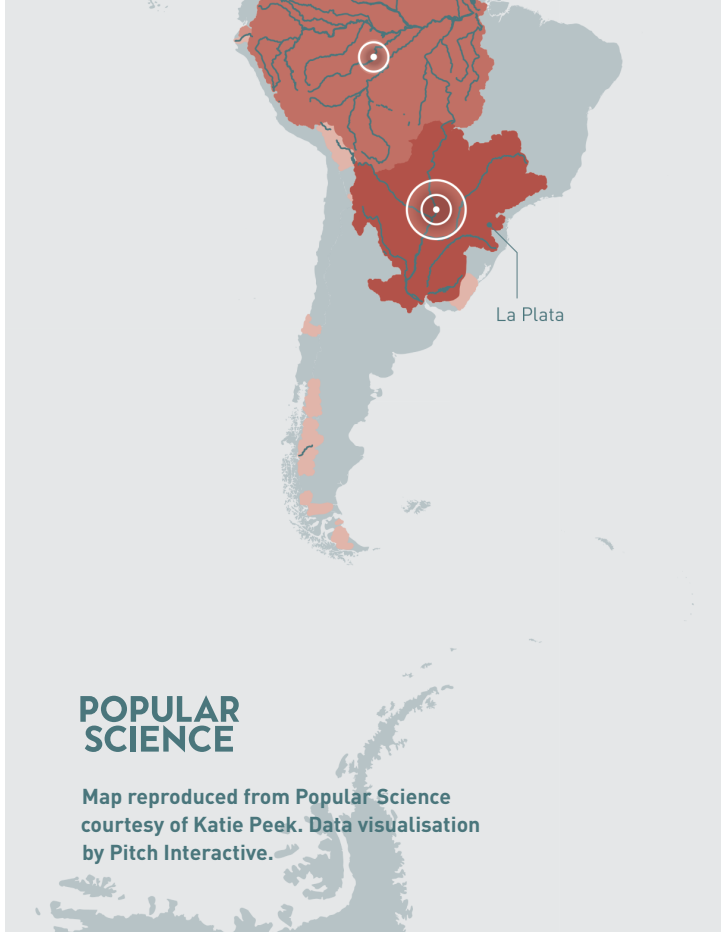 La Plata
POPULAR
SCIENCE
Map reproduced from Popular Science
courtesy of Katie Peek. Data visualisation
by Pitch Interactive.